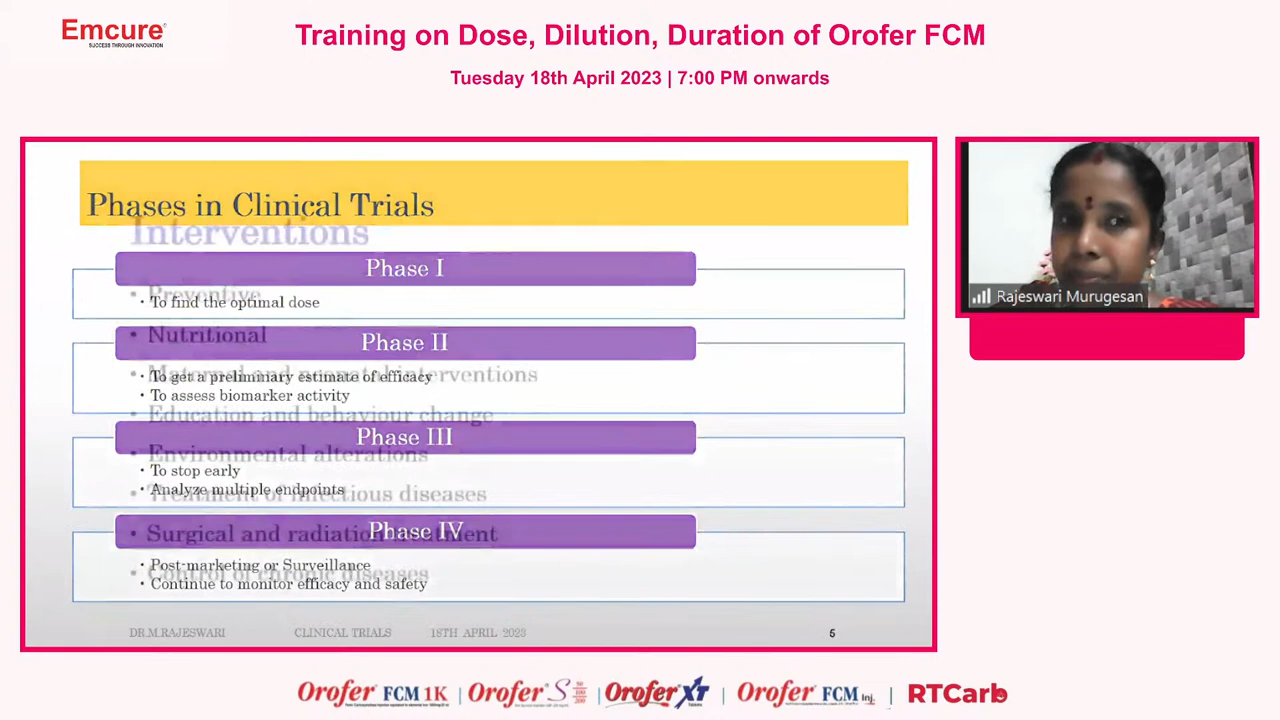 Emcure
SUCCESS THROUGH INNOVATION
Training on Dose, Dilution, Duration of Orofer FCM
Tuesday 18th April 2023 | 7:00 PM onwards
Phases in Clinical Trials
Interventions
Phase I
• Preventive
• To find the optimal dose
• Nutritional
Phase II
• Maternal and neonatal interventions
• To get a preliminary estimate of efficacy
• To assess biomarker activity
• Education and behaviour change
Phase III
• Environmental alterations
• To stop early
• Analyze multiple endpoints
• Treatment of infectious diseases
Phase IV
• Surgical and radiation treatment
• Post-marketing or Surveillance
• Control of chronic diseases
• Continue to monitor efficacy and safety
DR.M.RAJESWARI CLINICAL TRIALS 18TH APRIL 2023 5
Rajeswari Murugesan
Orofer FCM 1K | Orofer S | Orofer XT | Orofer FCM Inj. | RTCarb